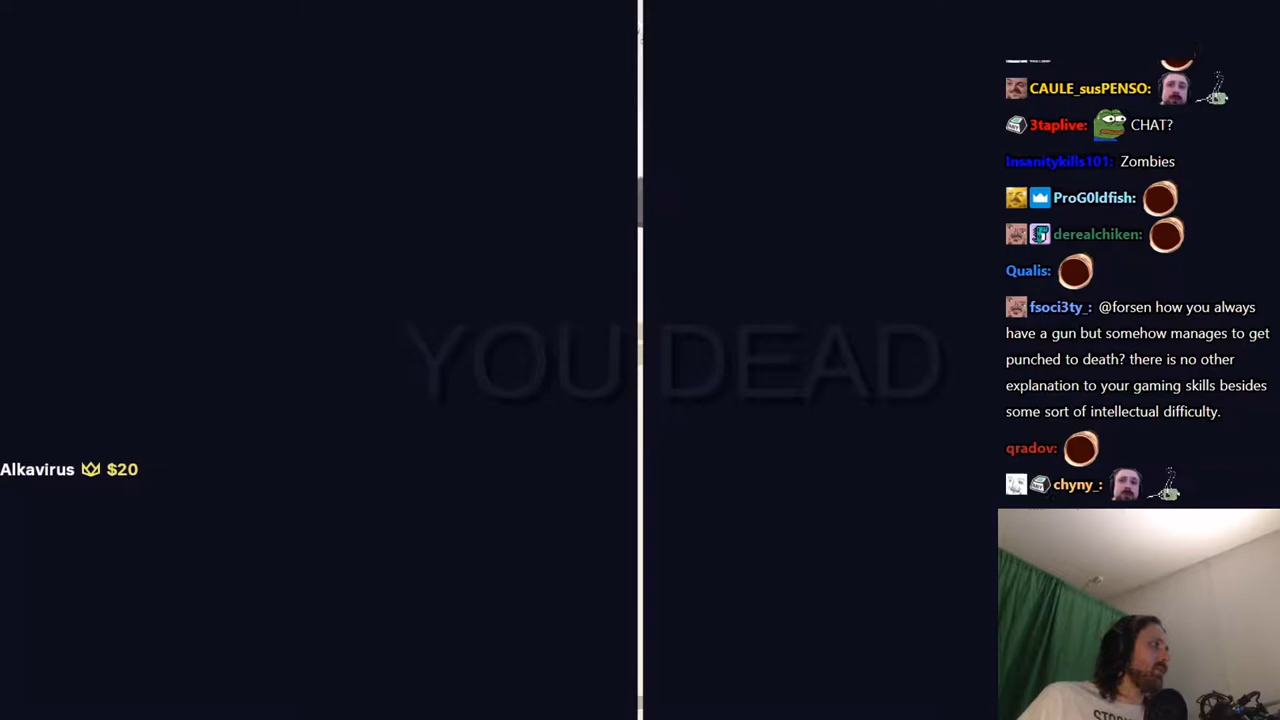 CAULE_susPENSO:
3taplive: CHAT?
Insanitykills101: Zombies
ProG0ldfish:
derealchiken:
Qualis:
fsoci3ty_: @forsen how you always
have a gun but somehow manages to get
punched to death? there is no other
explanation to your gaming skills besides
some sort of intellectual difficulty.
qradov:
chyny_:
YOU DEAD
Alkavirus $20